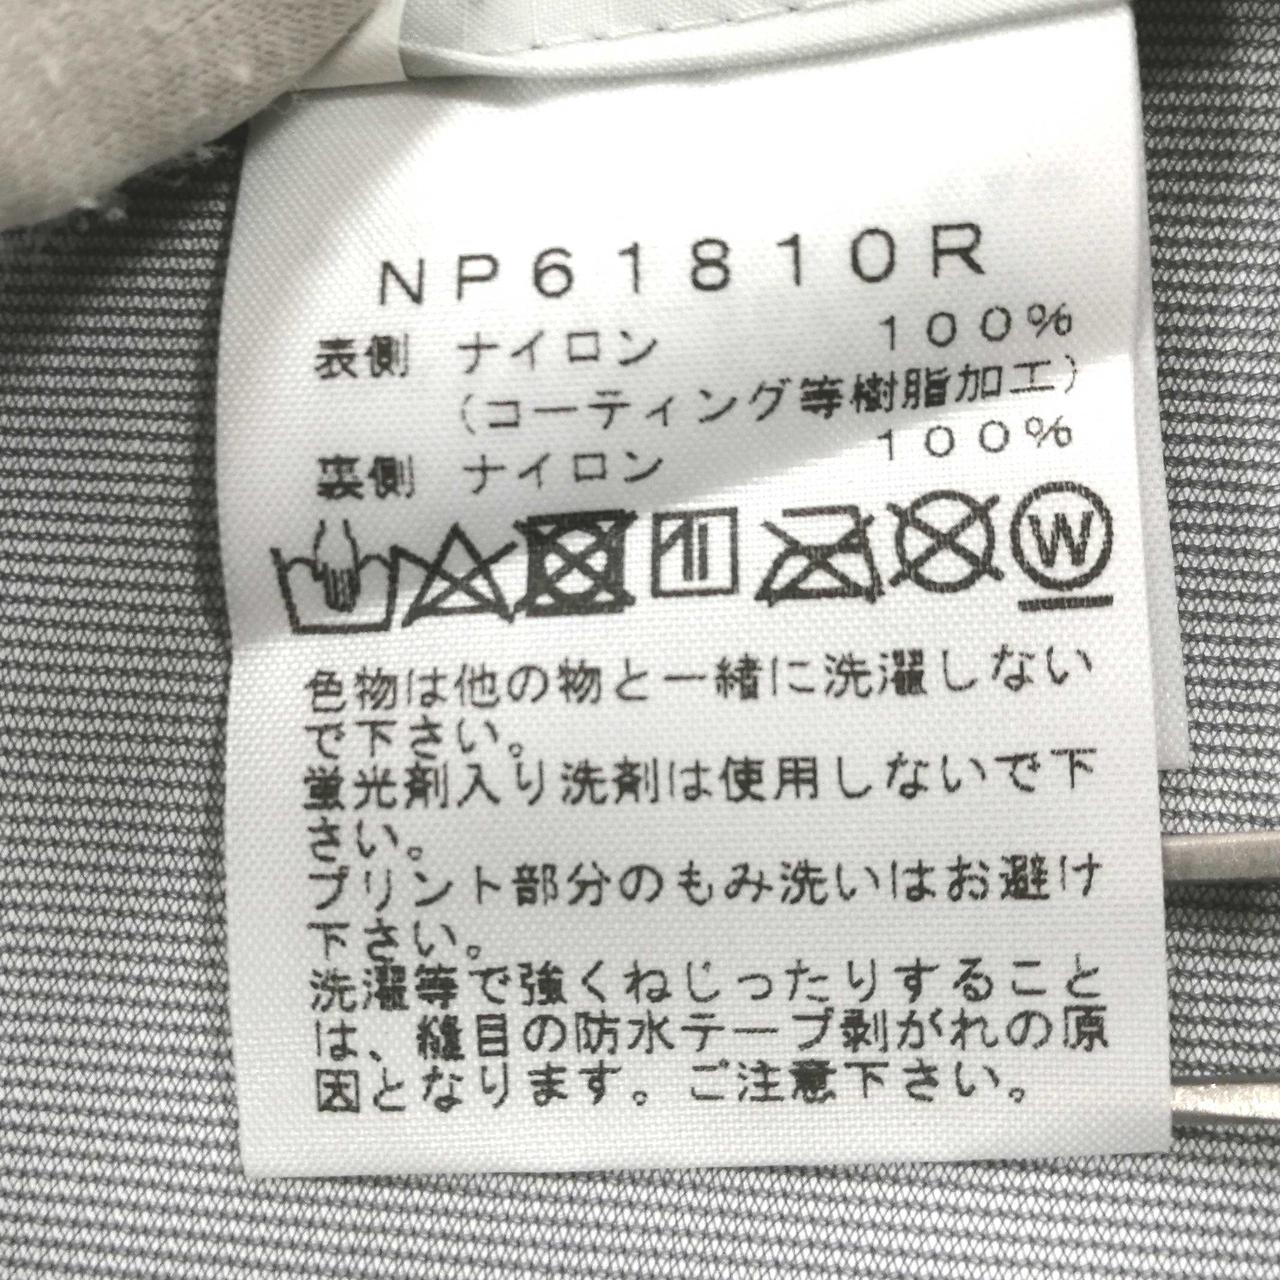 NP61810R
表側 ナイロン 100%
(コーティング等樹脂加工)
裏側 ナイロン 100%
W
色物は他の物と一緒に洗濯しない
で下さい。
蛍光剤入り洗剤は使用しないで下
さい。
プリント部分のもみ洗いはお避け
下さい。
洗濯等で強くねじったりすること
は、縫目の防水テープ剥がれの原
因となります。ご注意下さい。